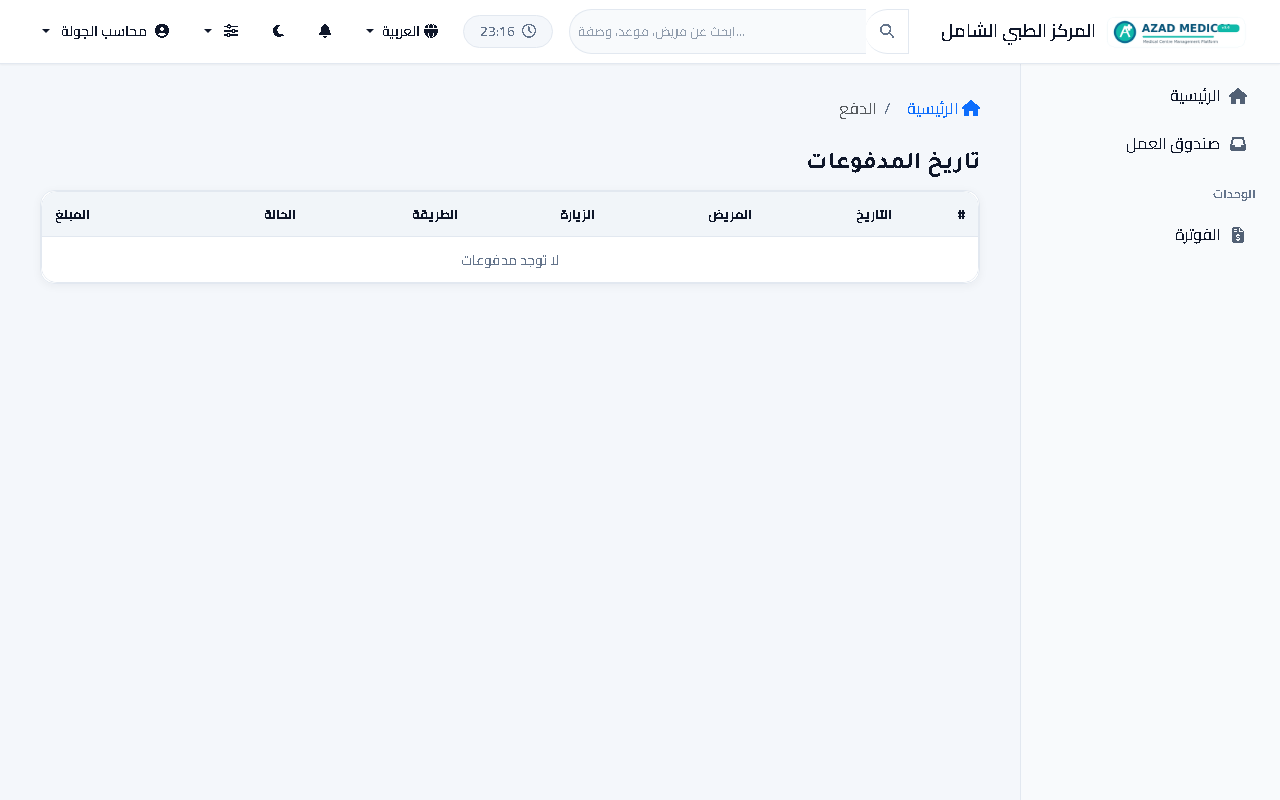 AZAD MEDIC
Medical Centre Management Platform
المركز الطبي الشامل
ابحث عن مريض، موعد، وصفة...
23:16
العربية
محاسب الجولة
الرئيسية
صندوق العمل
الوحدات
الفوترة
الرئيسية / الدفع
تاريخ المدفوعات
# التاريخ المريض الزيارة الطريقة الحالة المبلغ
لا توجد مدفوعات